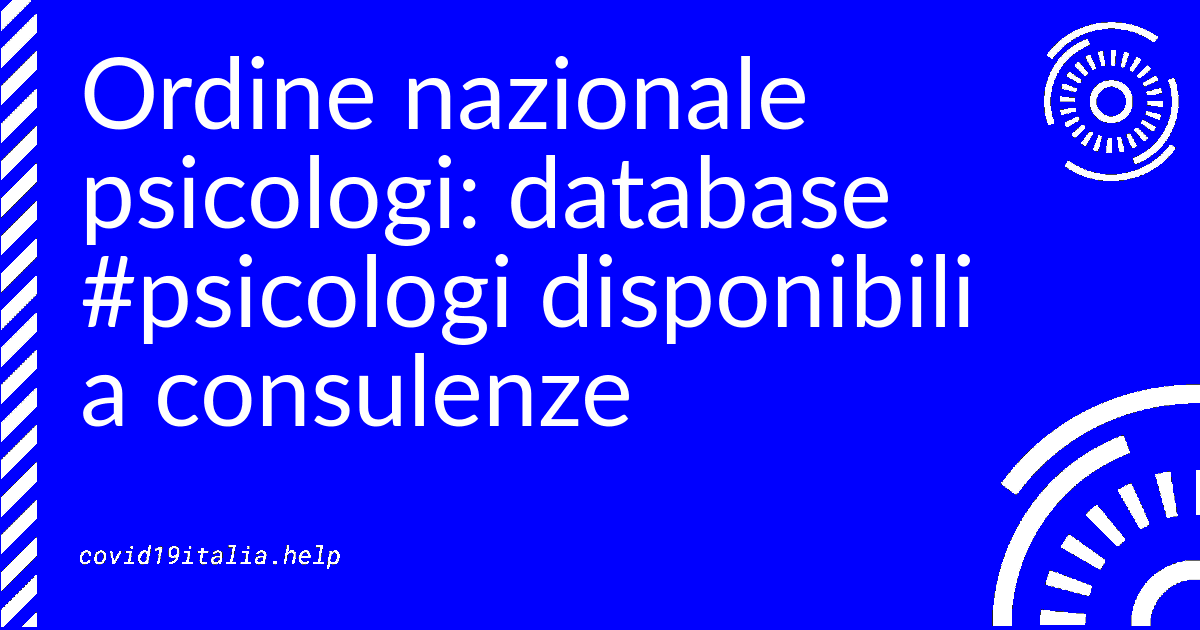 Ordine nazionale
psicologi: database
#psicologi disponibili
a consulenze
covid19italia.help